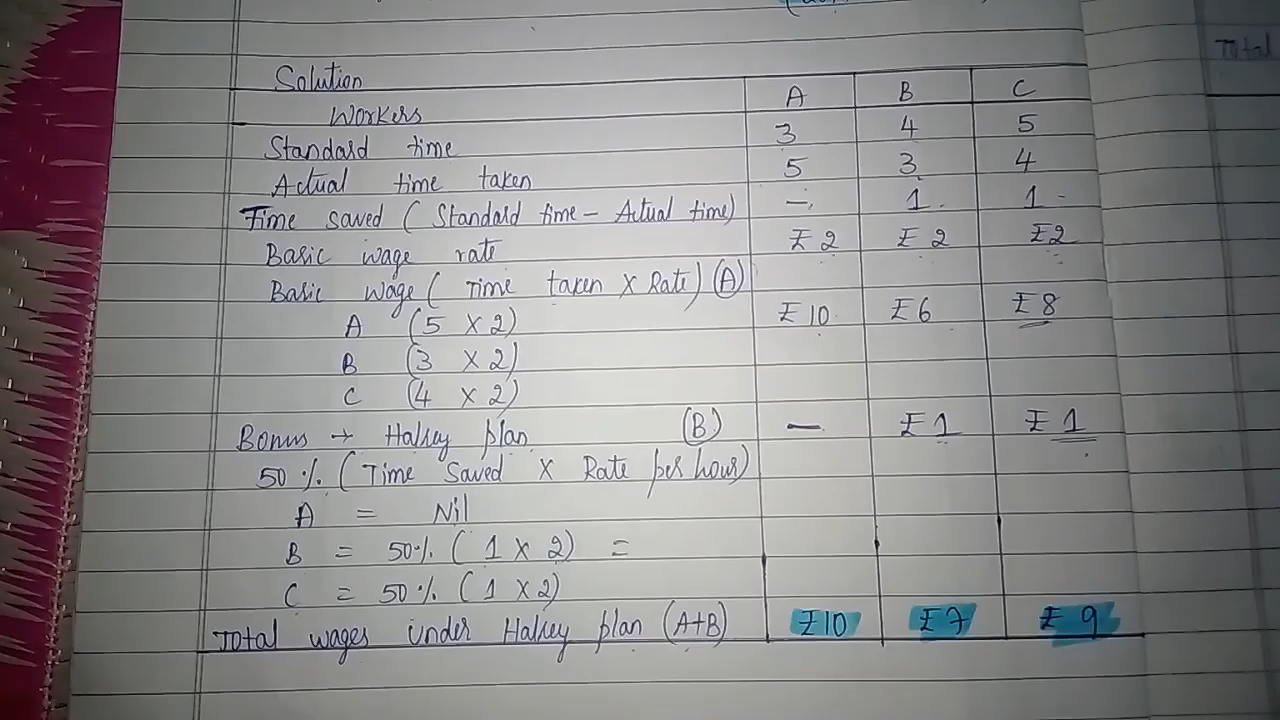 Total
Solution
Workers A B C
Standard time 3 4 5
Actual time taken 5 3 4
Time saved (Standard time – Actual time) – 1 1
Basic wage rate ₹2 ₹2 ₹2
Basic wage (Time taken × Rate) (A)
A (5 × 2) ₹10 ₹6 ₹8
B (3 × 2)
C (4 × 2)
Bonus → Halsey plan (B) – ₹1 ₹1
50% (Time Saved × Rate per hour)
A = Nil
B = 50% (1 × 2) =
C = 50% (1 × 2)
Total wages under Halsey plan (A+B) ₹10 ₹7 ₹9